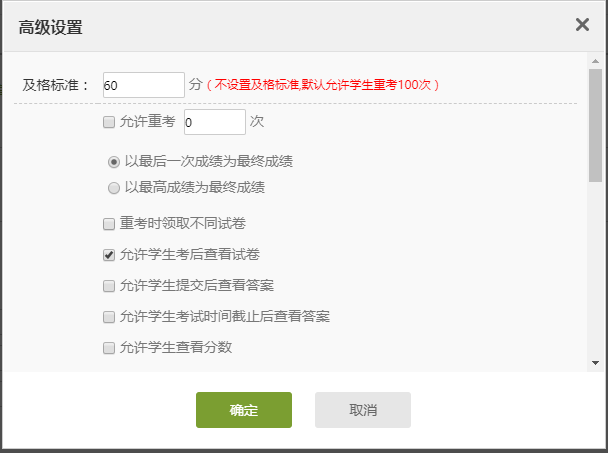 高级设置
及格标准： 60 分 ( 不设置及格标准,默认允许学生重考100次 )
允许重考 0 次
以最后一次成绩为最终成绩
以最高成绩为最终成绩
重考时领取不同试卷
允许学生考后查看试卷
允许学生提交后查看答案
允许学生考试时间截止后查看答案
允许学生查看分数
确定 取消